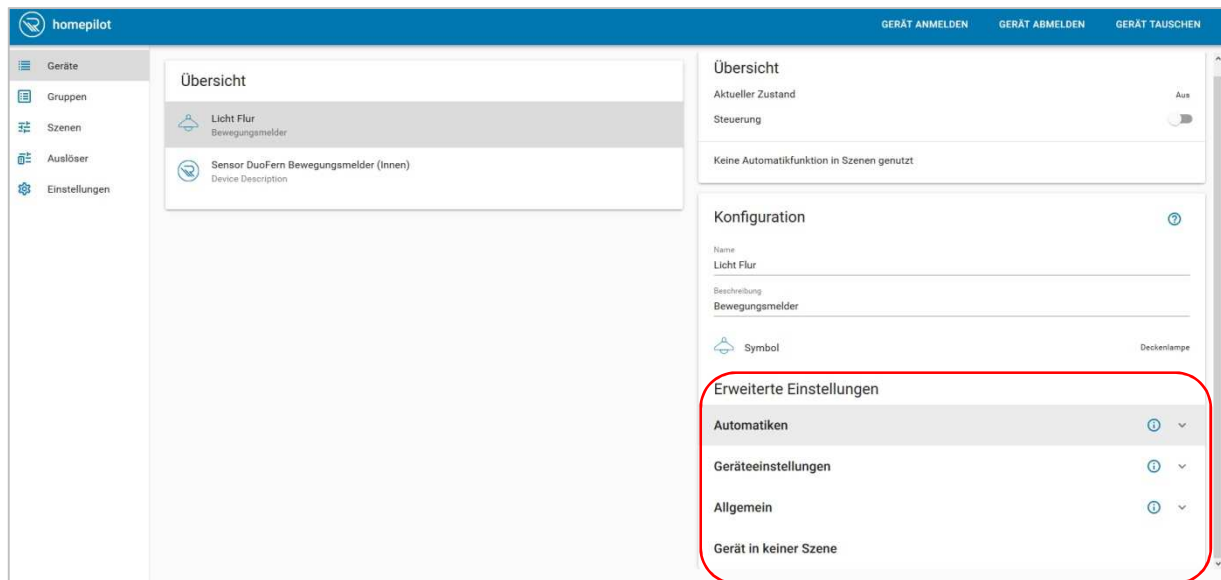 homepilot
GERÄT ANMELDEN
GERÄT ABMELDEN
GERÄT TAUSCHEN
Geräte
Gruppen
Szenen
Auslöser
Einstellungen
Übersicht
Licht Flur
Bewegungsmelder
Sensor DuoFern Bewegungsmelder (Innen)
Device Description
Übersicht
Aktueller Zustand Aus
Steuerung
Keine Automatikfunktion in Szenen genutzt
Konfiguration
Name
Licht Flur
Beschreibung
Bewegungsmelder
Symbol Deckenlampe
Erweiterte Einstellungen
Automatiken
Geräteeinstellungen
Allgemein
Gerät in keiner Szene